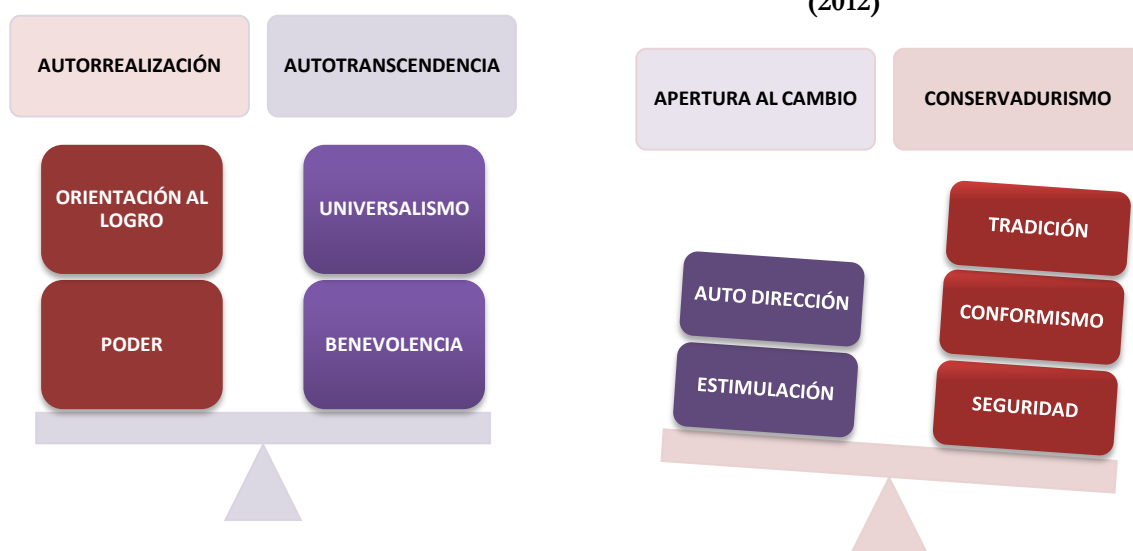 (2012)
AUTORREALIZACIÓN
AUTOTRANSCENDENCIA
ORIENTACIÓN AL
LOGRO
UNIVERSALISMO
PODER
BENEVOLENCIA
APERTURA AL CAMBIO
CONSERVADURISMO
TRADICIÓN
AUTO DIRECCIÓN
CONFORMISMO
ESTIMULACIÓN
SEGURIDAD